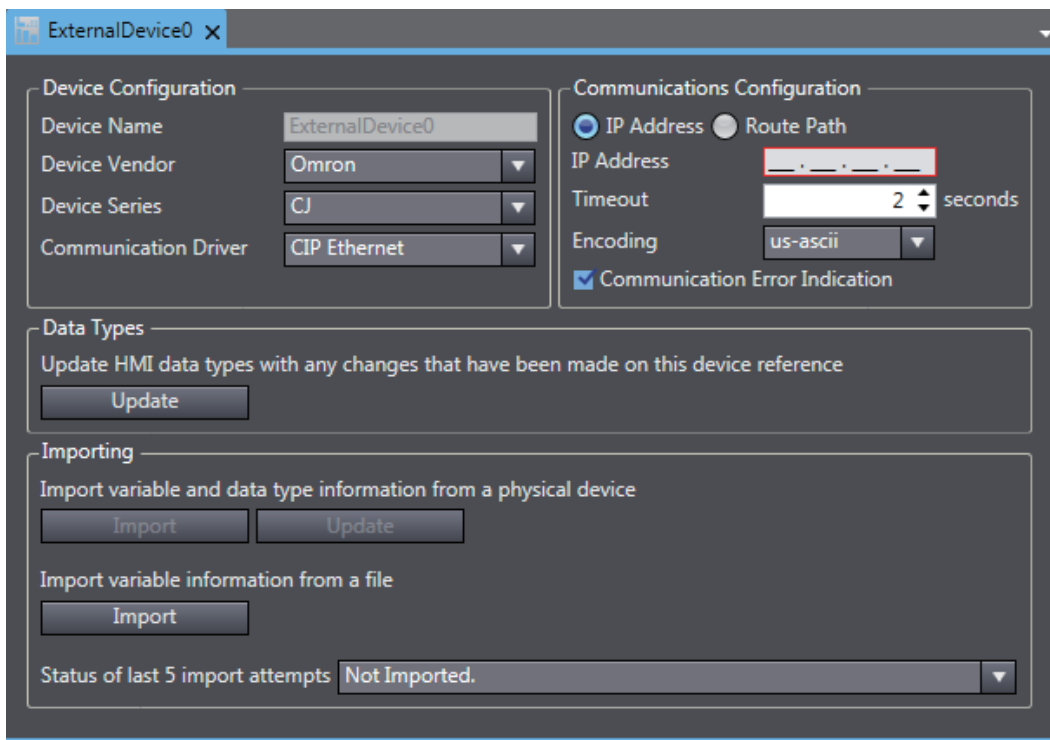 ExternalDevice0
Device Configuration
Device Name ExternalDevice0
Device Vendor Omron
Device Series CJ
Communication Driver CIP Ethernet
Communications Configuration
IP Address Route Path
IP Address __.__.__.__
Timeout 2 seconds
Encoding us-ascii
Communication Error Indication
Data Types
Update HMI data types with any changes that have been made on this device reference
Update
Importing
Import variable and data type information from a physical device
Import Update
Import variable information from a file
Import
Status of last 5 import attempts Not Imported.